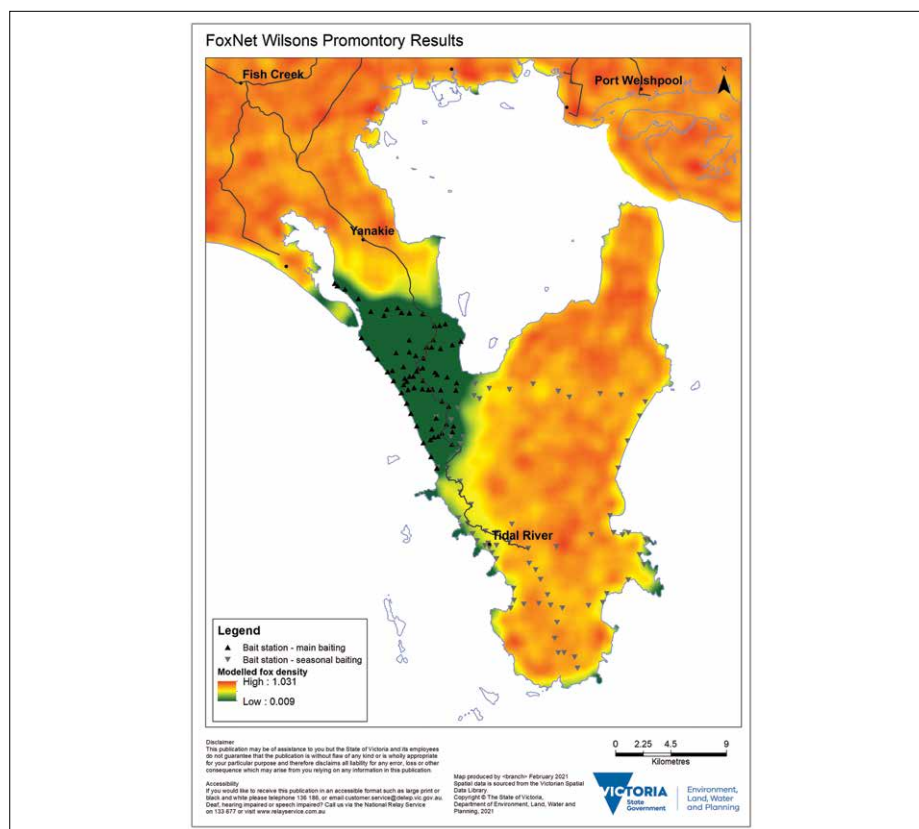 FoxNet Wilsons Promontory Results
Fish Creek
Port Welshpool
N
Yanakie
Tidal River
Legend
Bait station - main baiting
Bait station - seasonal baiting
Modelled fox density
High : 1.031
Low : 0.009
Disclaimer
This publication may be of assistance to you but the State of Victoria and its employees
do not guarantee that the publication is without flaw of any kind or is wholly appropriate
for your particular purpose and therefore disclaims all liability for any error, loss or other
consequence which may arise from you relying on any information in this publication.
Accessibility
If you would like to receive this publication in an accessible format such as large print or
black and white please telephone 136 186, or email customer.service@delwp.vic.gov.au.
Deaf, hearing impaired or speech impaired? Call us via the National Relay Service
on 133 677 or visit www.relayservice.com.au
Map produced by <branch> February 2021
Spatial data is sourced from the Victorian Spatial
Data Library.
Copyright © The State of Victoria,
Department of Environment, Land, Water and
Planning, 2021
0 2.25 4.5 9
Kilometres
VICTORIA
State
Government
Environment,
Land, Water
and Planning